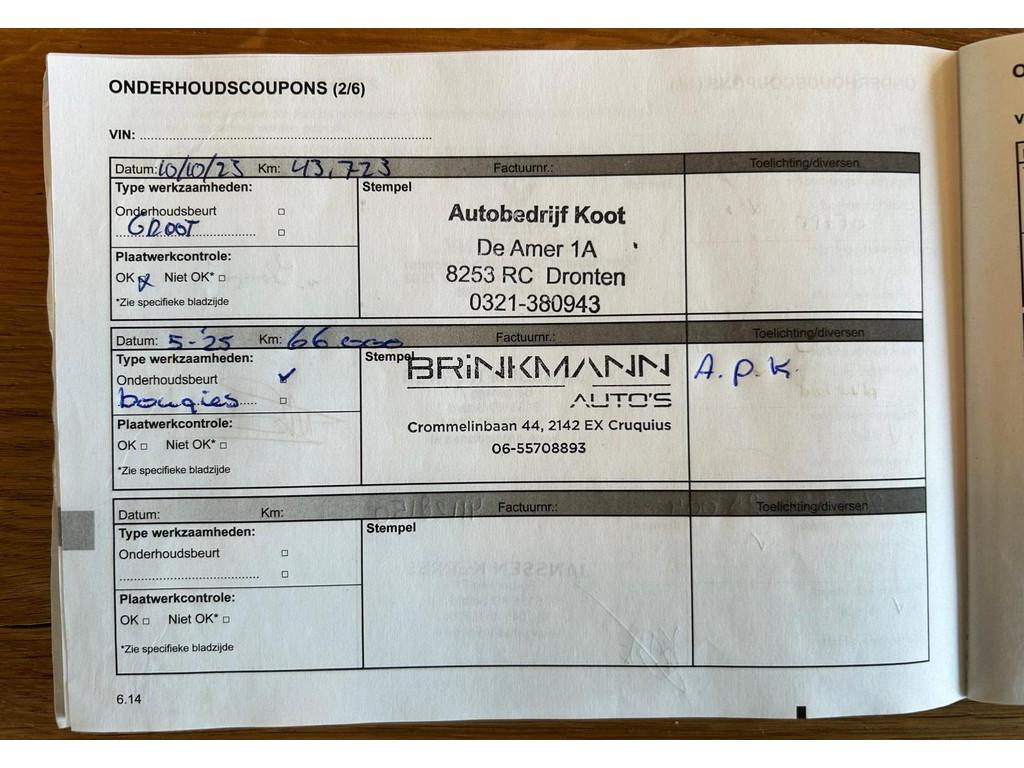 ONDERHOUDSCOUPONS (2/6)
VIN:
Datum: 10/10/23 Km: 43,723 Factuurnr.: Toelichting/diversen
Type werkzaamheden: Stempel
Onderhoudsbeurt
GROOT
Autobedrijf Koot
De Amer 1A
8253 RC Dronten
0321-380943
Plaatwerkcontrole:
OK Niet OK*
*Zie specifieke bladzijde
Datum: 5-'25 Km: 66 000 Factuurnr.: Toelichting/diversen
Type werkzaamheden: Stempel
Onderhoudsbeurt
bougies
BRiNKMANN
AUTO'S
Crommelinbaan 44, 2142 EX Cruquius
06-55708893
A.P.K.
Plaatwerkcontrole:
OK Niet OK*
*Zie specifieke bladzijde
Datum: Km: Factuurnr.: Toelichting/diversen
Type werkzaamheden: Stempel
Onderhoudsbeurt
Plaatwerkcontrole:
OK Niet OK*
*Zie specifieke bladzijde
6.14